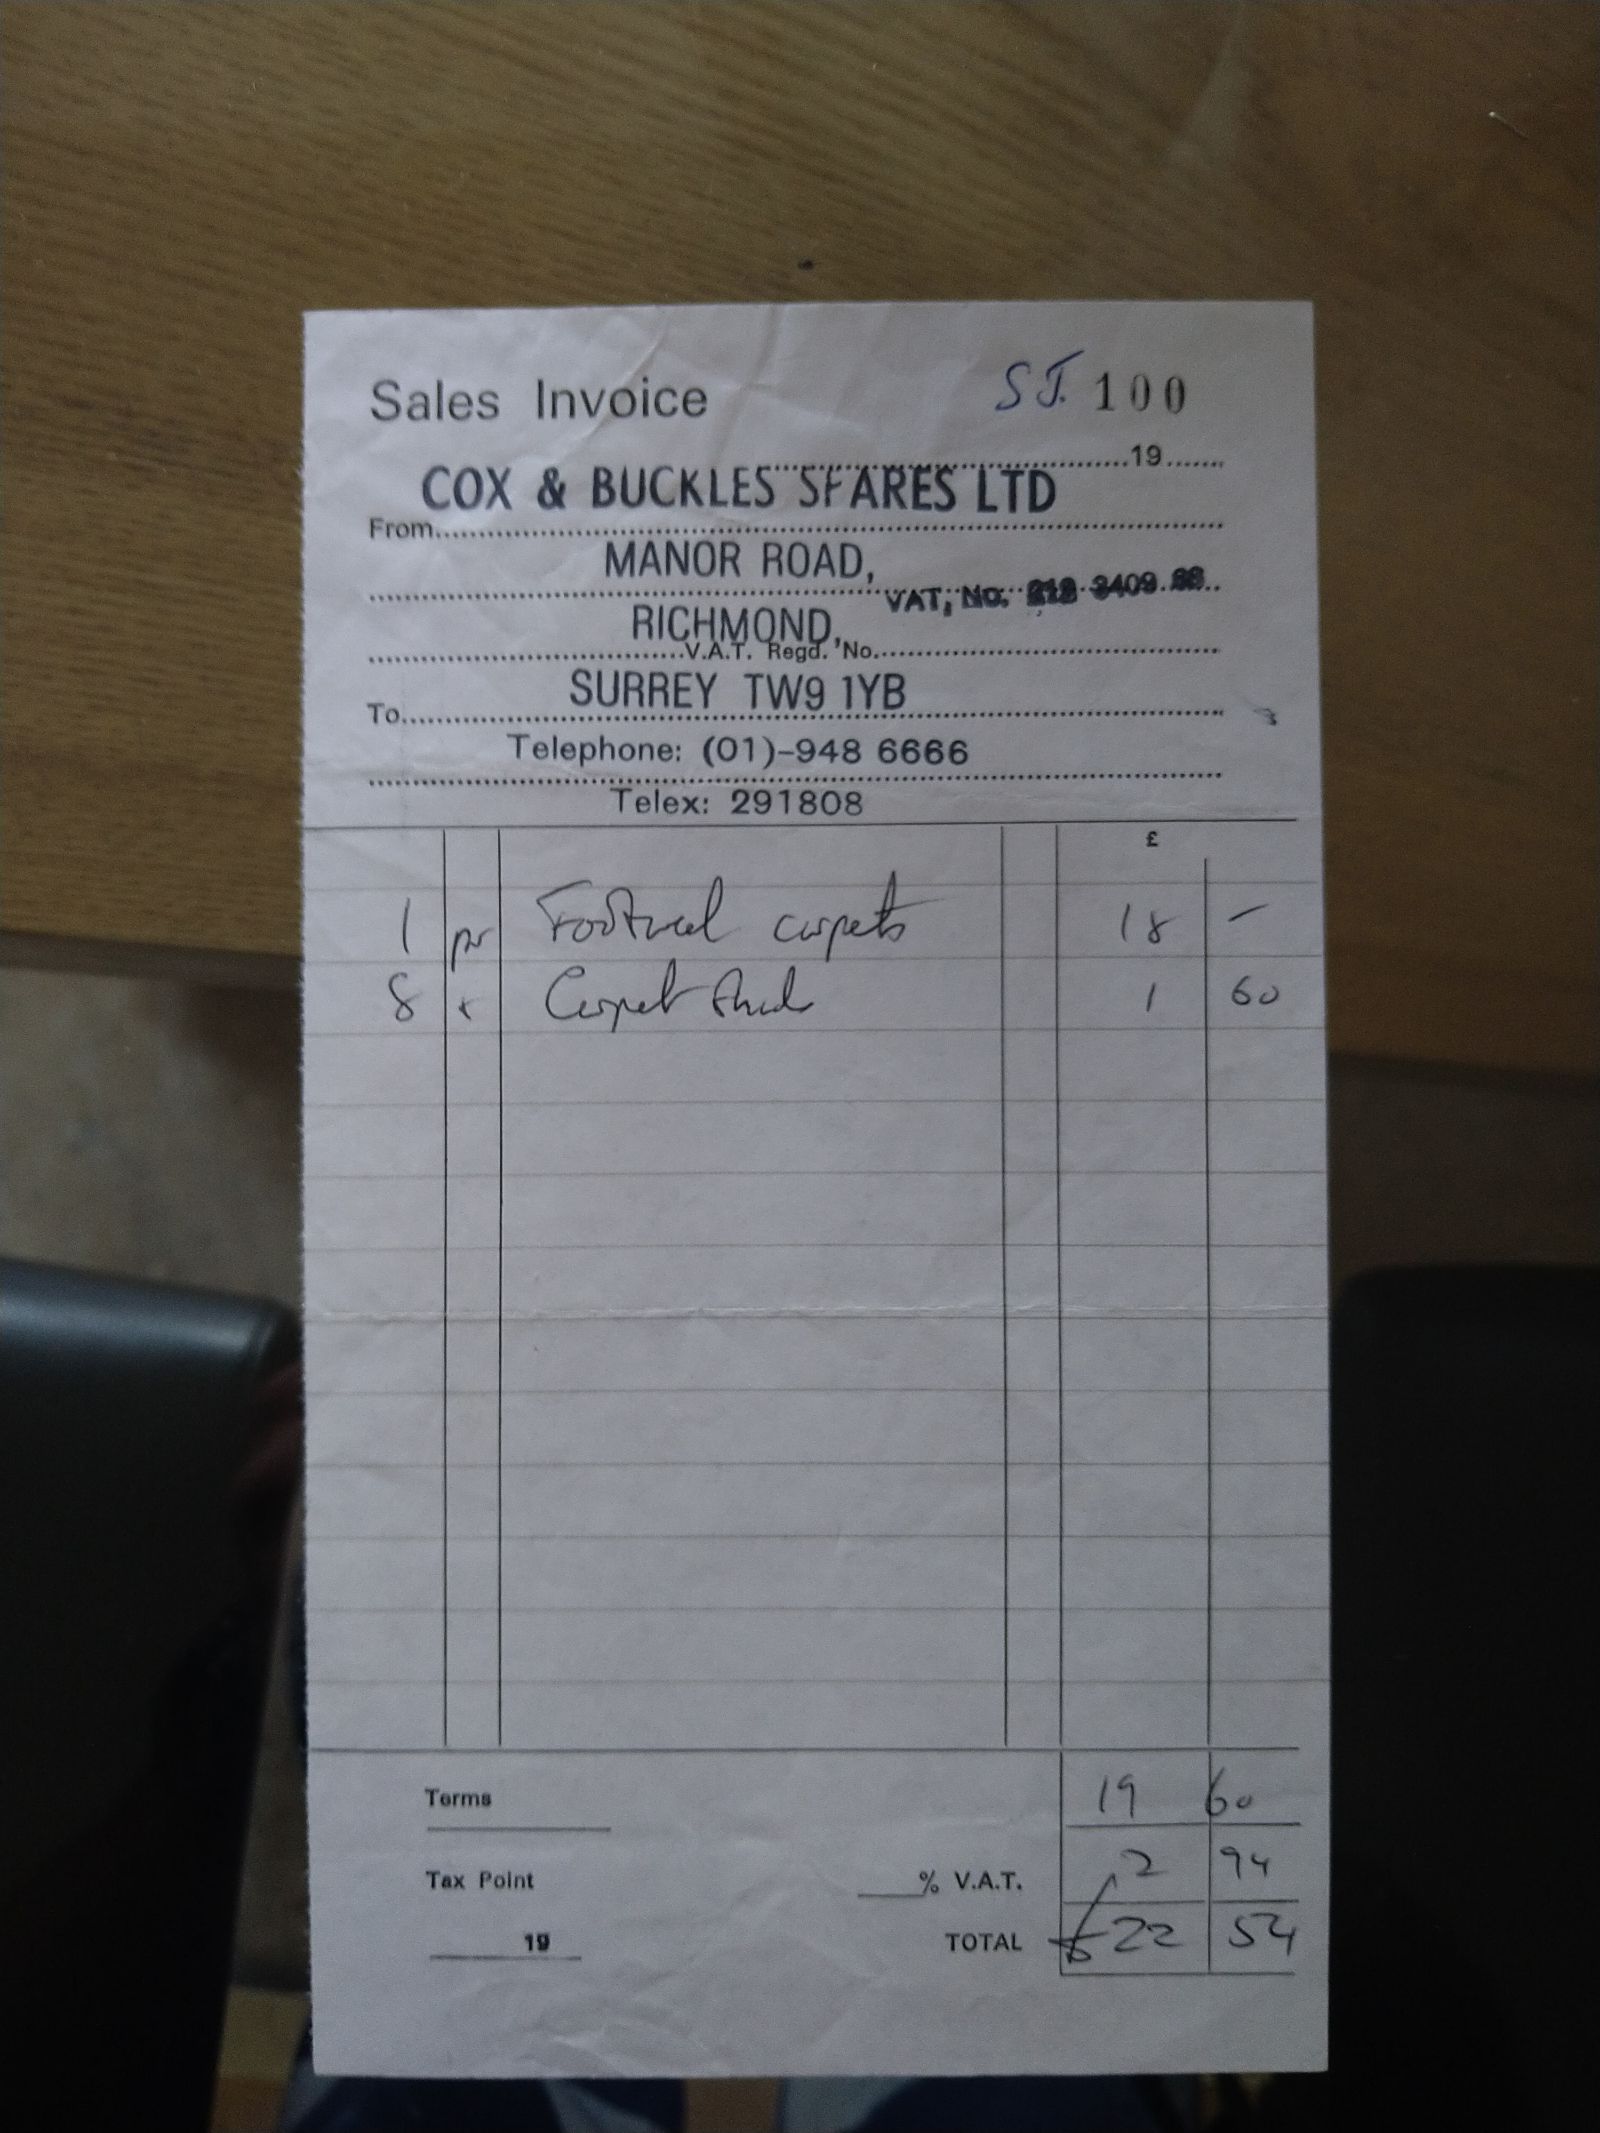 Sales Invoice S.J. 100
19
COX & BUCKLES SPARES LTD
From
MANOR ROAD,
VAT, No. 3409
RICHMOND,
V.A.T. Regd. No.
SURREY TW9 1YB
To
Telephone: (01)-948 6666
Telex: 291808
£
1 pr Footwell carpets 18 —
8 x Carpet studs 1 60
Terms 19 60
Tax Point % V.A.T. 2 94
19 TOTAL £22 54